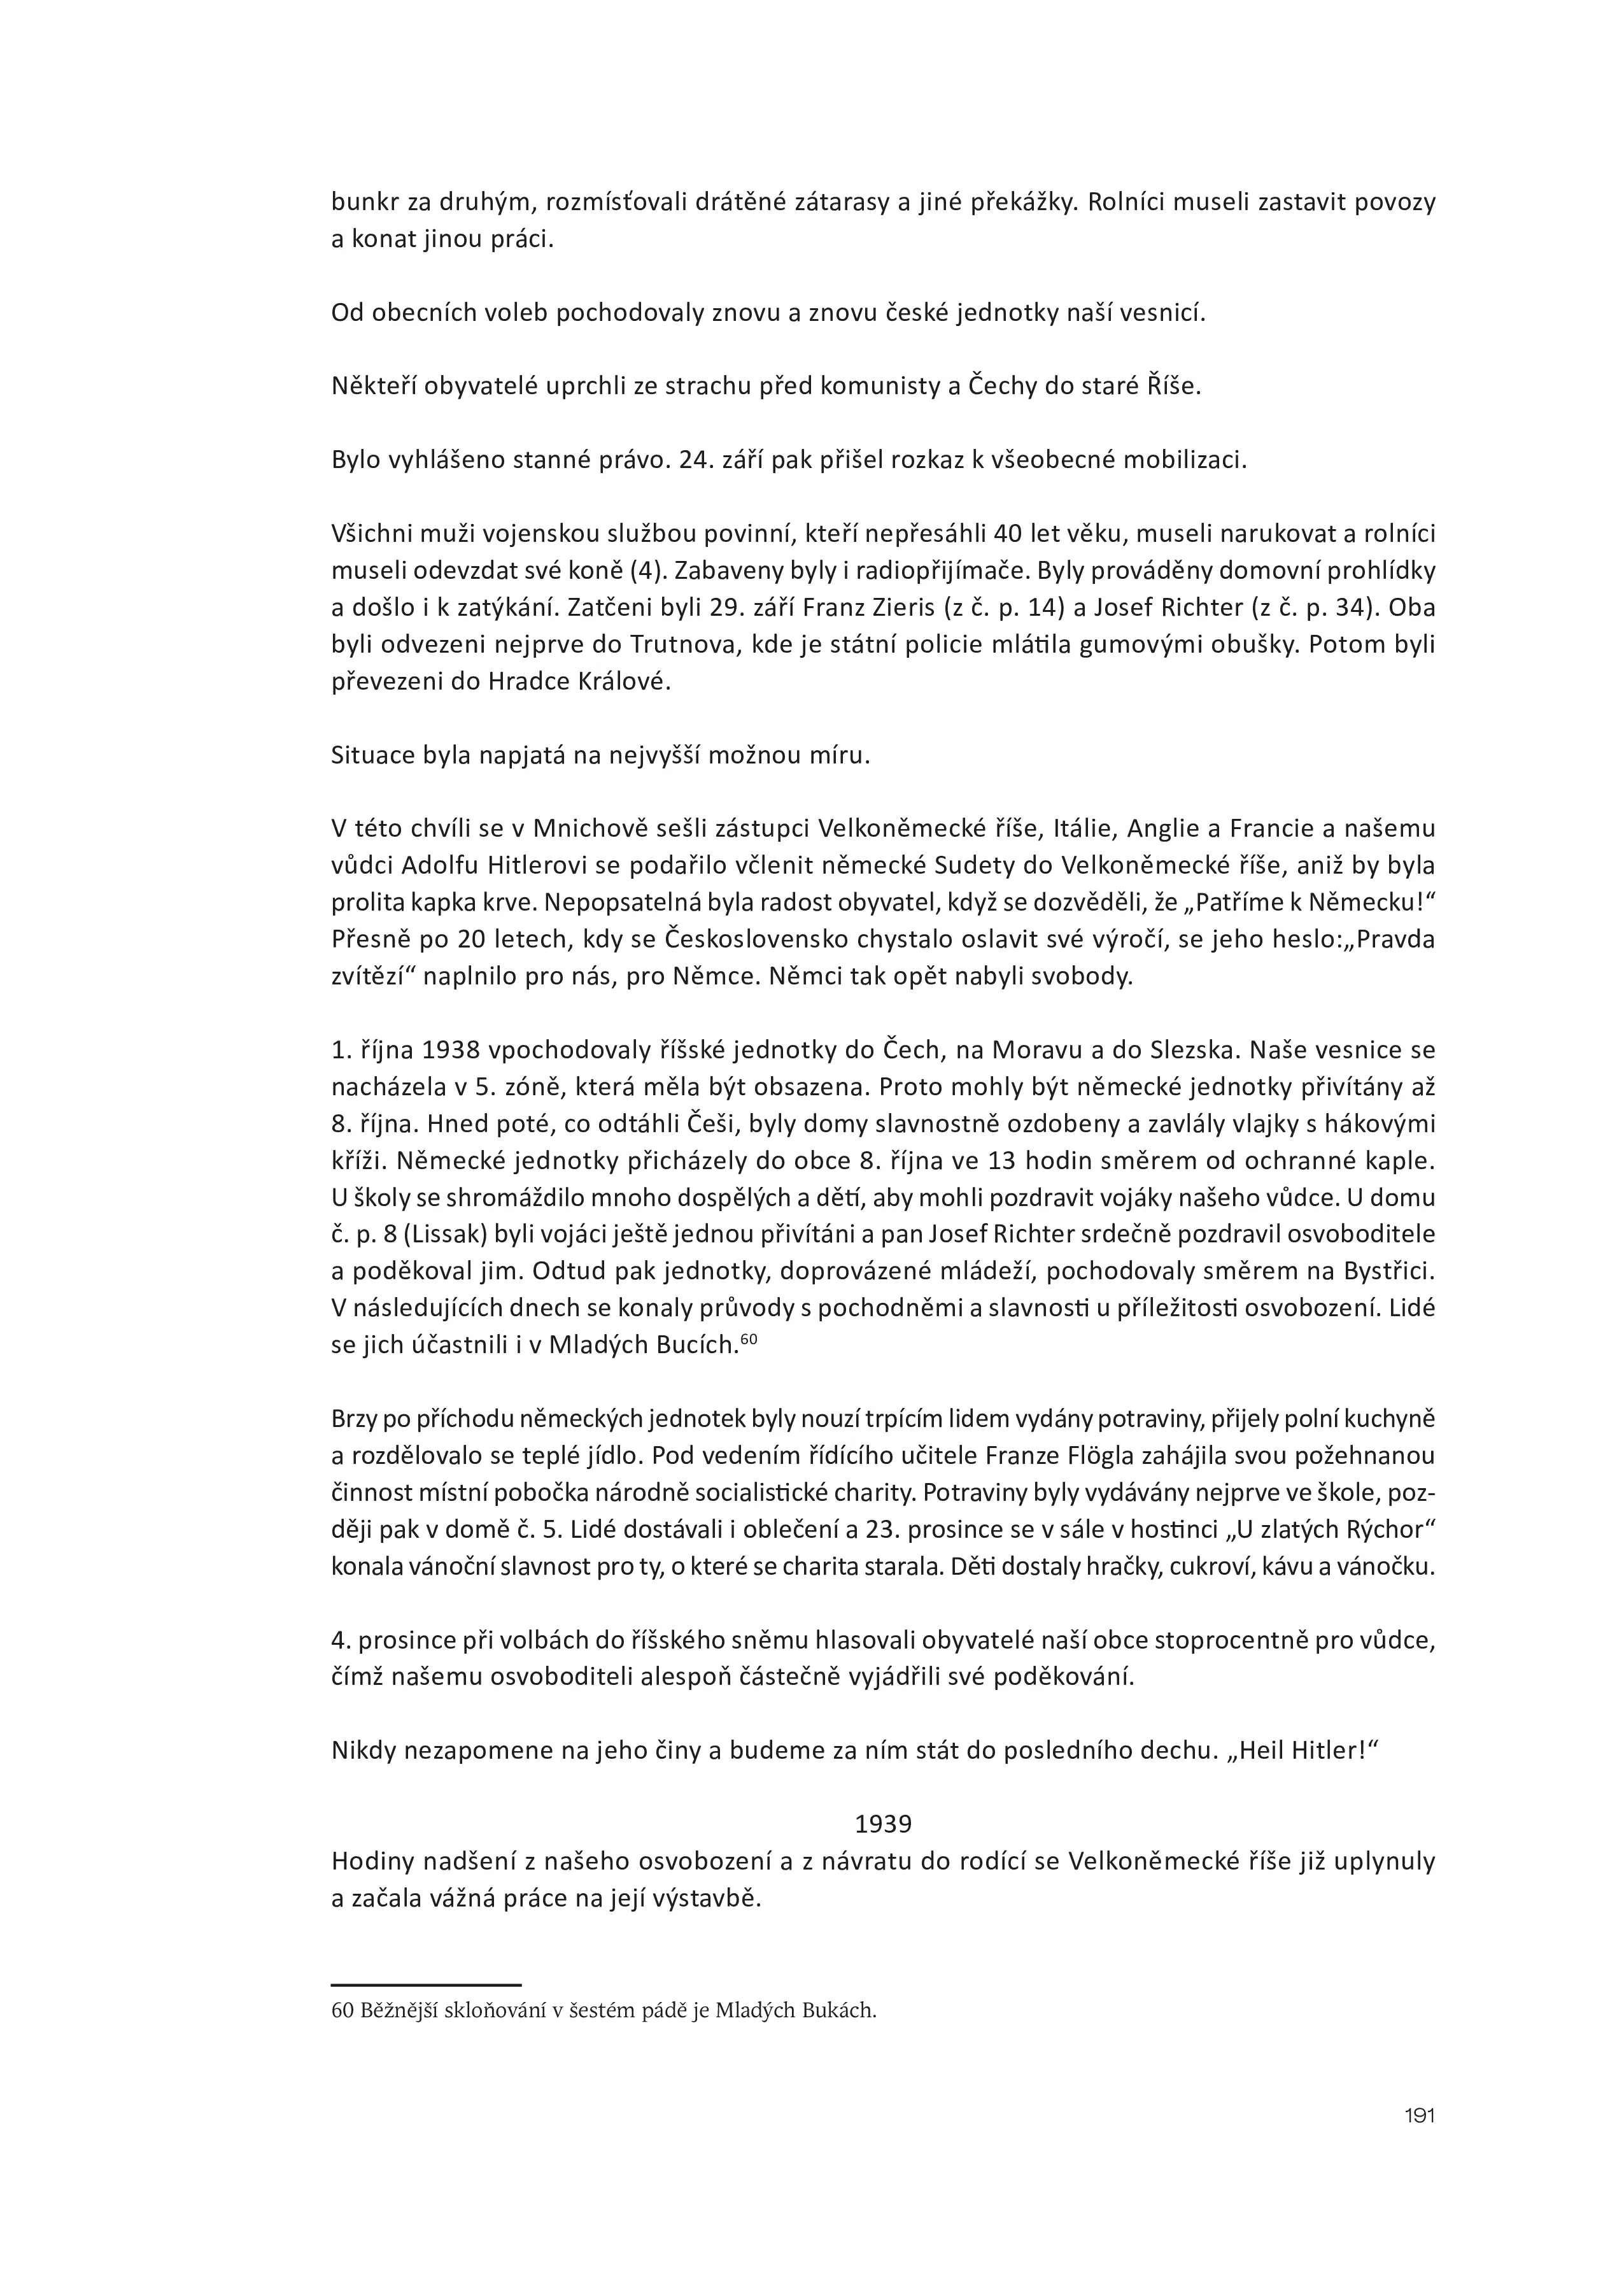 bunkr za druhým, rozmísťovali drátěné zátarasy a jiné překážky. Rolníci museli zastavit povozy
a konat jinou práci.
Od obecních voleb pochodovaly znovu a znovu české jednotky naší vesnicí.
Někteří obyvatelé uprchli ze strachu před komunisty a Čechy do staré Říše.
Bylo vyhlášeno stanné právo. 24. září pak přišel rozkaz k všeobecné mobilizaci.
Všichni muži vojenskou službou povinní, kteří nepřesáhli 40 let věku, museli narukovat a rolníci
museli odevzdat své koně (4). Zabaveny byly i radiopřijímače. Byly prováděny domovní prohlídky
a došlo i k zatýkání. Zatčeni byli 29. září Franz Zieris (z č. p. 14) a Josef Richter (z č. p. 34). Oba
byli odvezeni nejprve do Trutnova, kde je státní policie mlátila gumovými obušky. Potom byli
převezeni do Hradce Králové.
Situace byla napjatá na nejvyšší možnou míru.
V této chvíli se v Mnichově sešli zástupci Velkoněmecké říše, Itálie, Anglie a Francie a našemu
vůdci Adolfu Hitlerovi se podařilo včlenit německé Sudety do Velkoněmecké říše, aniž by byla
prolita kapka krve. Nepopsatelná byla radost obyvatel, když se dozvěděli, že „Patříme k Německu!“
Přesně po 20 letech, kdy se Československo chystalo oslavit své výročí, se jeho heslo:„Pravda
zvítězí“ naplnilo pro nás, pro Němce. Němci tak opět nabyli svobody.
1. října 1938 vpochodovaly říšské jednotky do Čech, na Moravu a do Slezska. Naše vesnice se
nacházela v 5. zóně, která měla být obsazena. Proto mohly být německé jednotky přivítány až
8. října. Hned poté, co odtáhli Češi, byly domy slavnostně ozdobeny a zavlály vlajky s hákovými
kříži. Německé jednotky přicházely do obce 8. října ve 13 hodin směrem od ochranné kaple.
U školy se shromáždilo mnoho dospělých a dětí, aby mohli pozdravit vojáky našeho vůdce. U domu
č. p. 8 (Lissak) byli vojáci ještě jednou přivítáni a pan Josef Richter srdečně pozdravil osvoboditele
a poděkoval jim. Odtud pak jednotky, doprovázené mládeží, pochodovaly směrem na Bystřici.
V následujících dnech se konaly průvody s pochodněmi a slavnosti u příležitosti osvobození. Lidé
se jich účastnili i v Mladých Bucích.60
Brzy po příchodu německých jednotek byly nouzí trpícím lidem vydány potraviny, přijely polní kuchyně
a rozdělovalo se teplé jídlo. Pod vedením řídícího učitele Franze Flögla zahájila svou požehnanou
činnost místní pobočka národně socialistické charity. Potraviny byly vydávány nejprve ve škole, poz-
ději pak v domě č. 5. Lidé dostávali i oblečení a 23. prosince se v sále v hostinci „U zlatých Rýchor“
konala vánoční slavnost pro ty, o které se charita starala. Děti dostaly hračky, cukroví, kávu a vánočku.
4. prosince při volbách do říšského sněmu hlasovali obyvatelé naší obce stoprocentně pro vůdce,
čímž našemu osvoboditeli alespoň částečně vyjádřili své poděkování.
Nikdy nezapomene na jeho činy a budeme za ním stát do posledního dechu. „Heil Hitler!“
1939
Hodiny nadšení z našeho osvobození a z návratu do rodící se Velkoněmecké říše již uplynuly
a začala vážná práce na její výstavbě.
60 Běžnější skloňování v šestém pádě je Mladých Bukách.
191